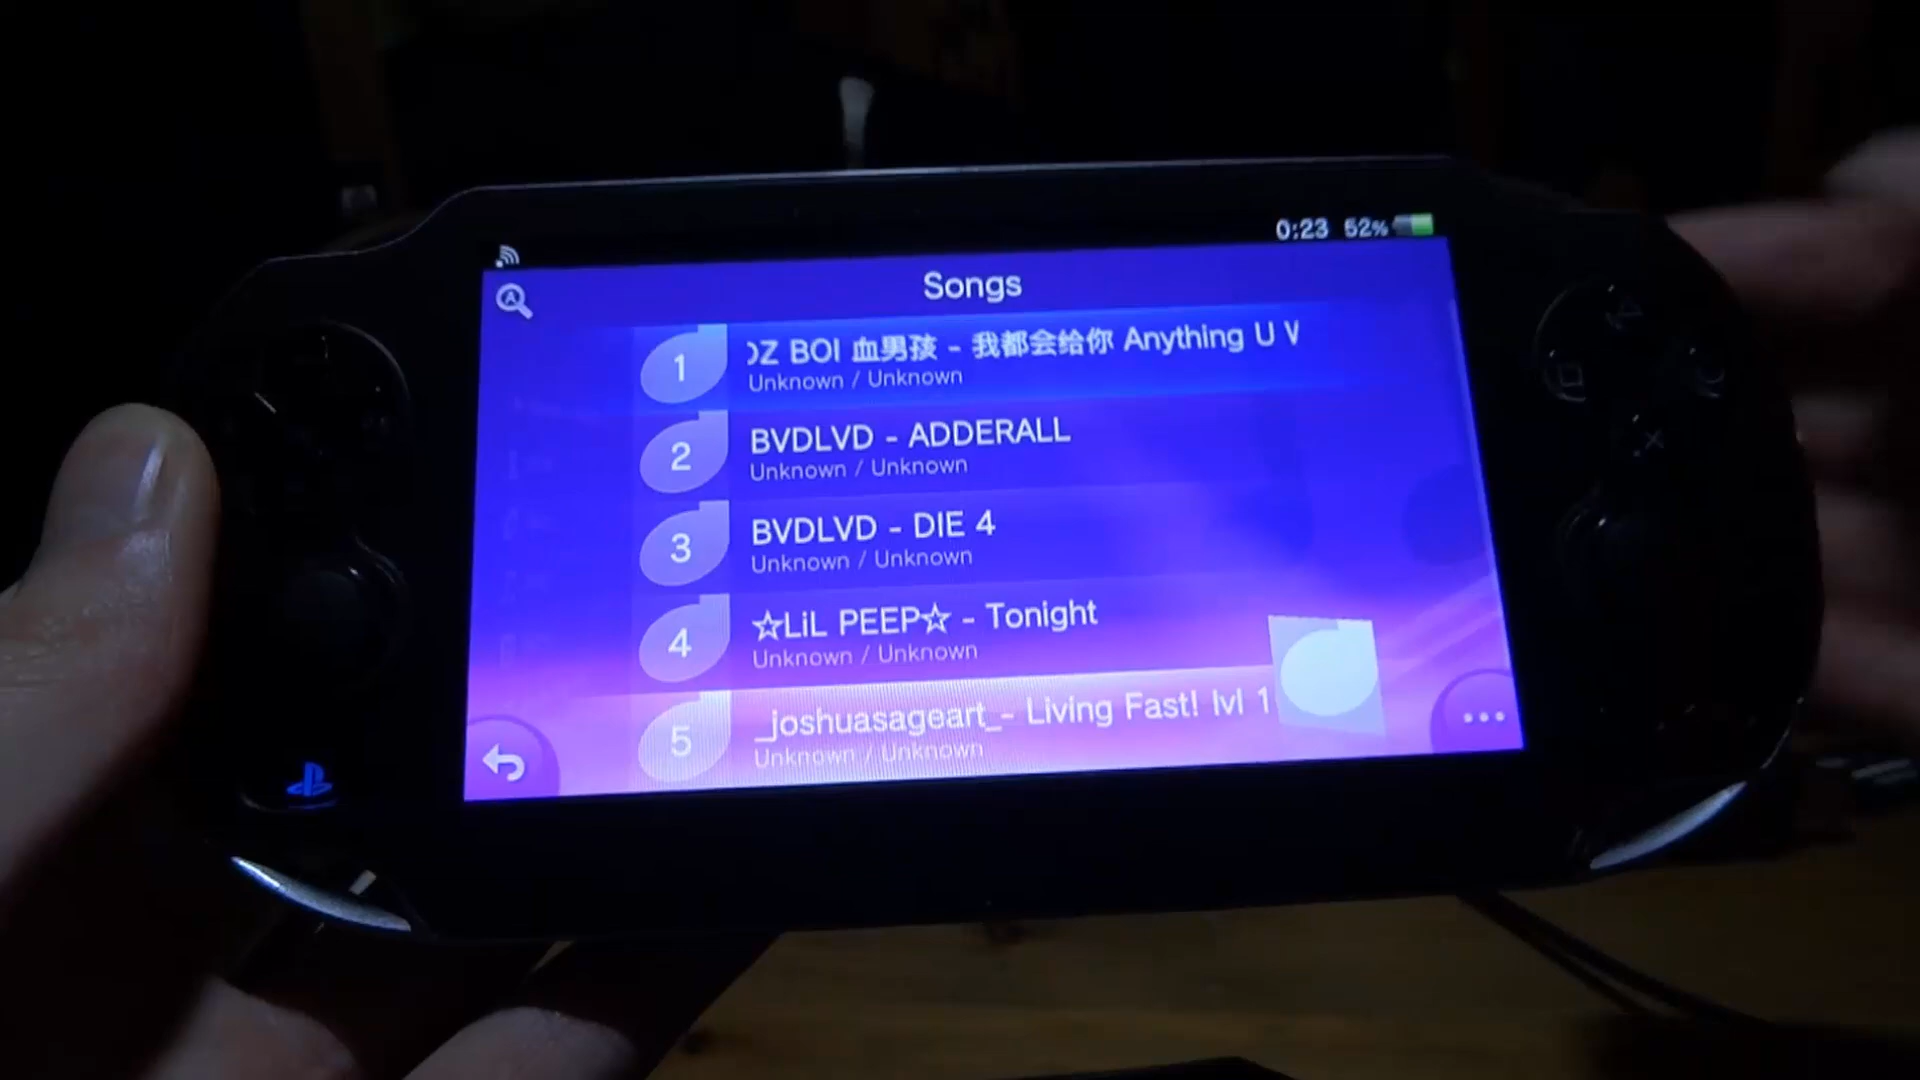 0:23 52%
Songs
1
OZ BOI 血男孩 - 我都会给你 Anything U
Unknown / Unknown
2
BVDLVD - ADDERALL
Unknown / Unknown
3
BVDLVD - DIE 4
Unknown / Unknown
4
☆LiL PEEP☆ - Tonight
Unknown / Unknown
5
_joshuasageart_- Living Fast! lvl 1
Unknown / Unknown